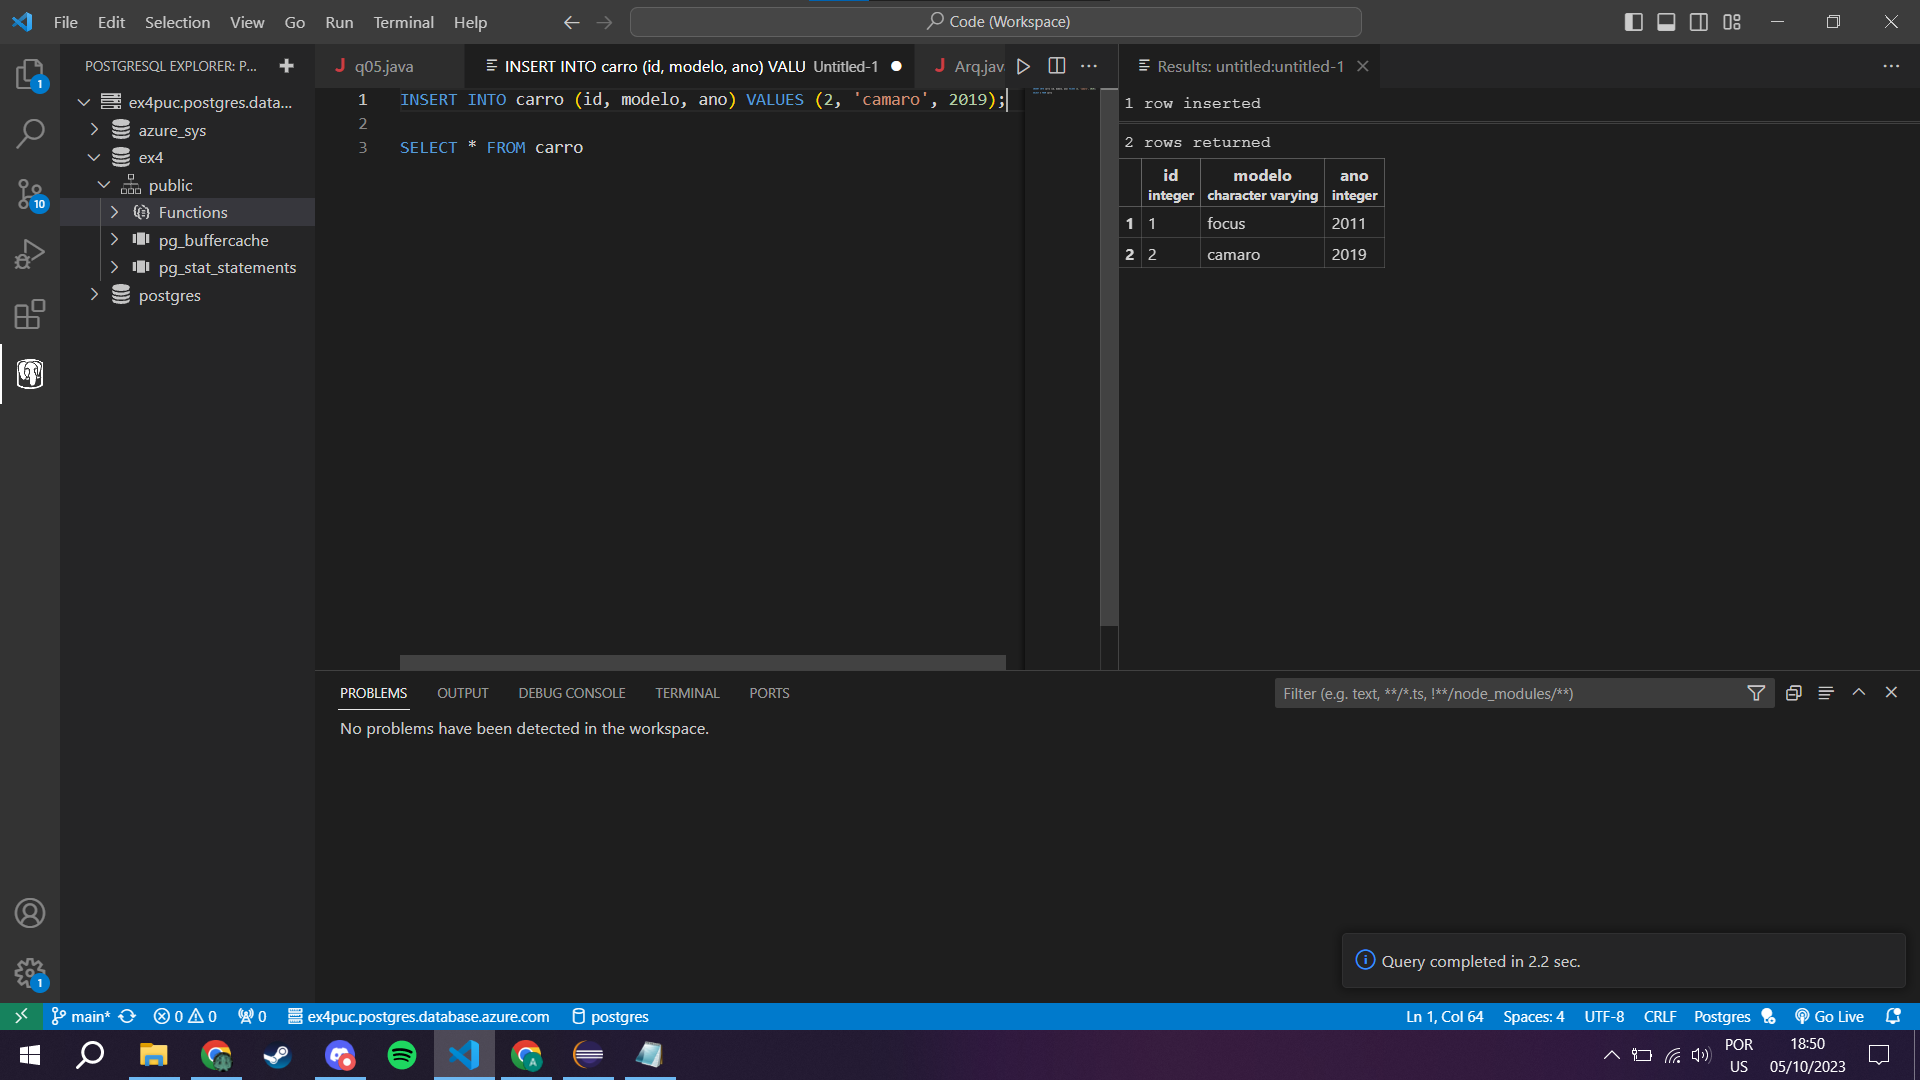 File Edit Selection View Go Run Terminal Help
Code (Workspace)
POSTGRESQL EXPLORER: P...
J q05.java
INSERT INTO carro (id, modelo, ano) VALU Untitled-1
J Arq.jav
Results: untitled:untitled-1
1
10
1
ex4puc.postgres.data...
azure_sys
ex4
public
Functions
pg_buffercache
pg_stat_statements
postgres
1 INSERT INTO carro (id, modelo, ano) VALUES (2, 'camaro', 2019);
2
3 SELECT * FROM carro
1 row inserted
2 rows returned
id modelo ano
integer character varying integer
1 1 focus 2011
2 2 camaro 2019
PROBLEMS OUTPUT DEBUG CONSOLE TERMINAL PORTS
Filter (e.g. text, **/*.ts, !**/node_modules/**)
No problems have been detected in the workspace.
Query completed in 2.2 sec.
main* 0 0 0 ex4puc.postgres.database.azure.com postgres
Ln 1, Col 64 Spaces: 4 UTF-8 CRLF Postgres Go Live
A
POR
US
18:50
05/10/2023